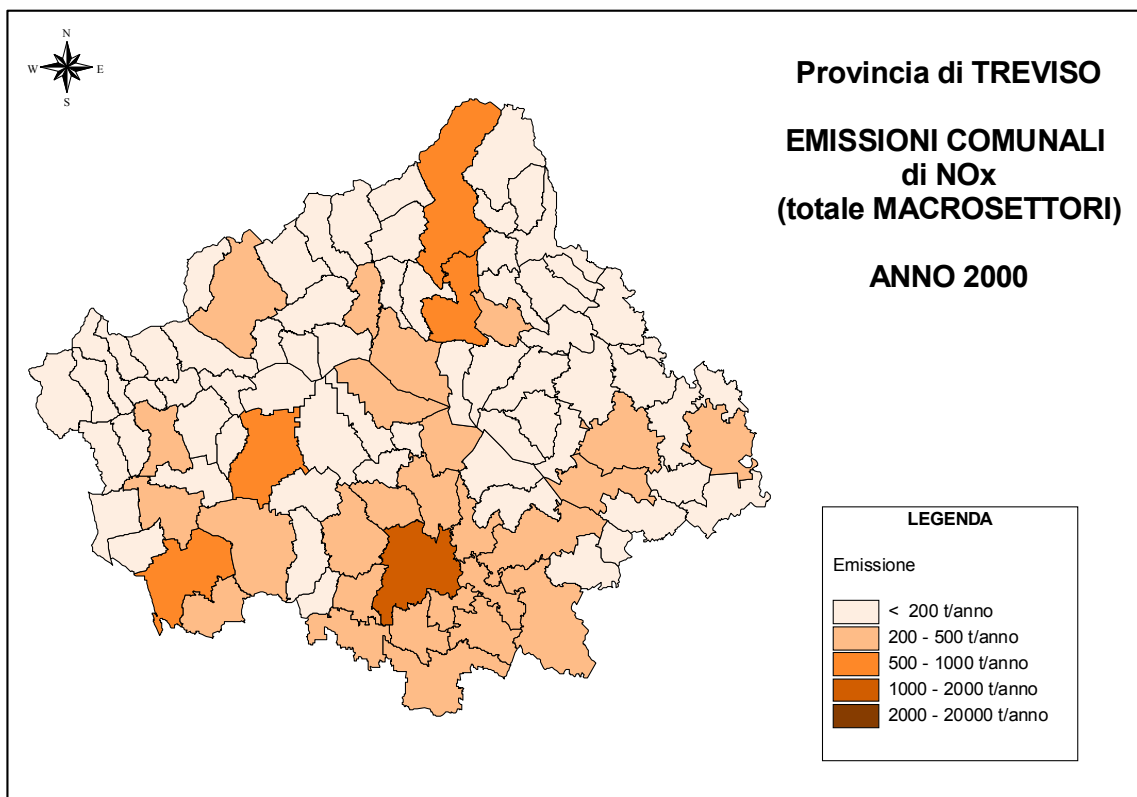 N
W E
S
Provincia di TREVISO
EMISSIONI COMUNALI
di NOx
(totale MACROSETTORI)
ANNO 2000
LEGENDA
Emissione
< 200 t/anno
200 - 500 t/anno
500 - 1000 t/anno
1000 - 2000 t/anno
2000 - 20000 t/anno